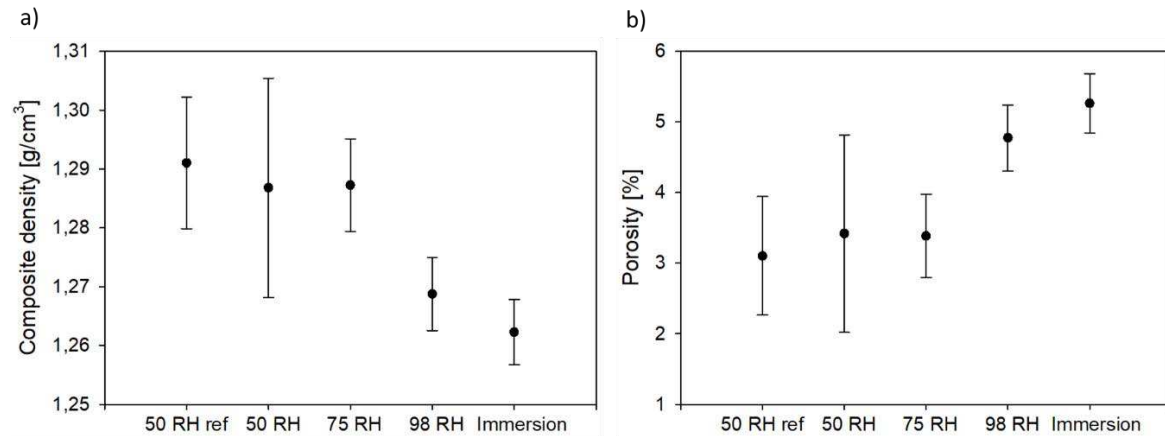 a)
Composite density [g/cm³]
1,31
1,30
1,29
1,28
1,27
1,26
1,25
50 RH ref 50 RH 75 RH 98 RH Immersion
b)
Porosity [%]
6
5
4
3
2
1
50 RH ref 50 RH 75 RH 98 RH Immersion